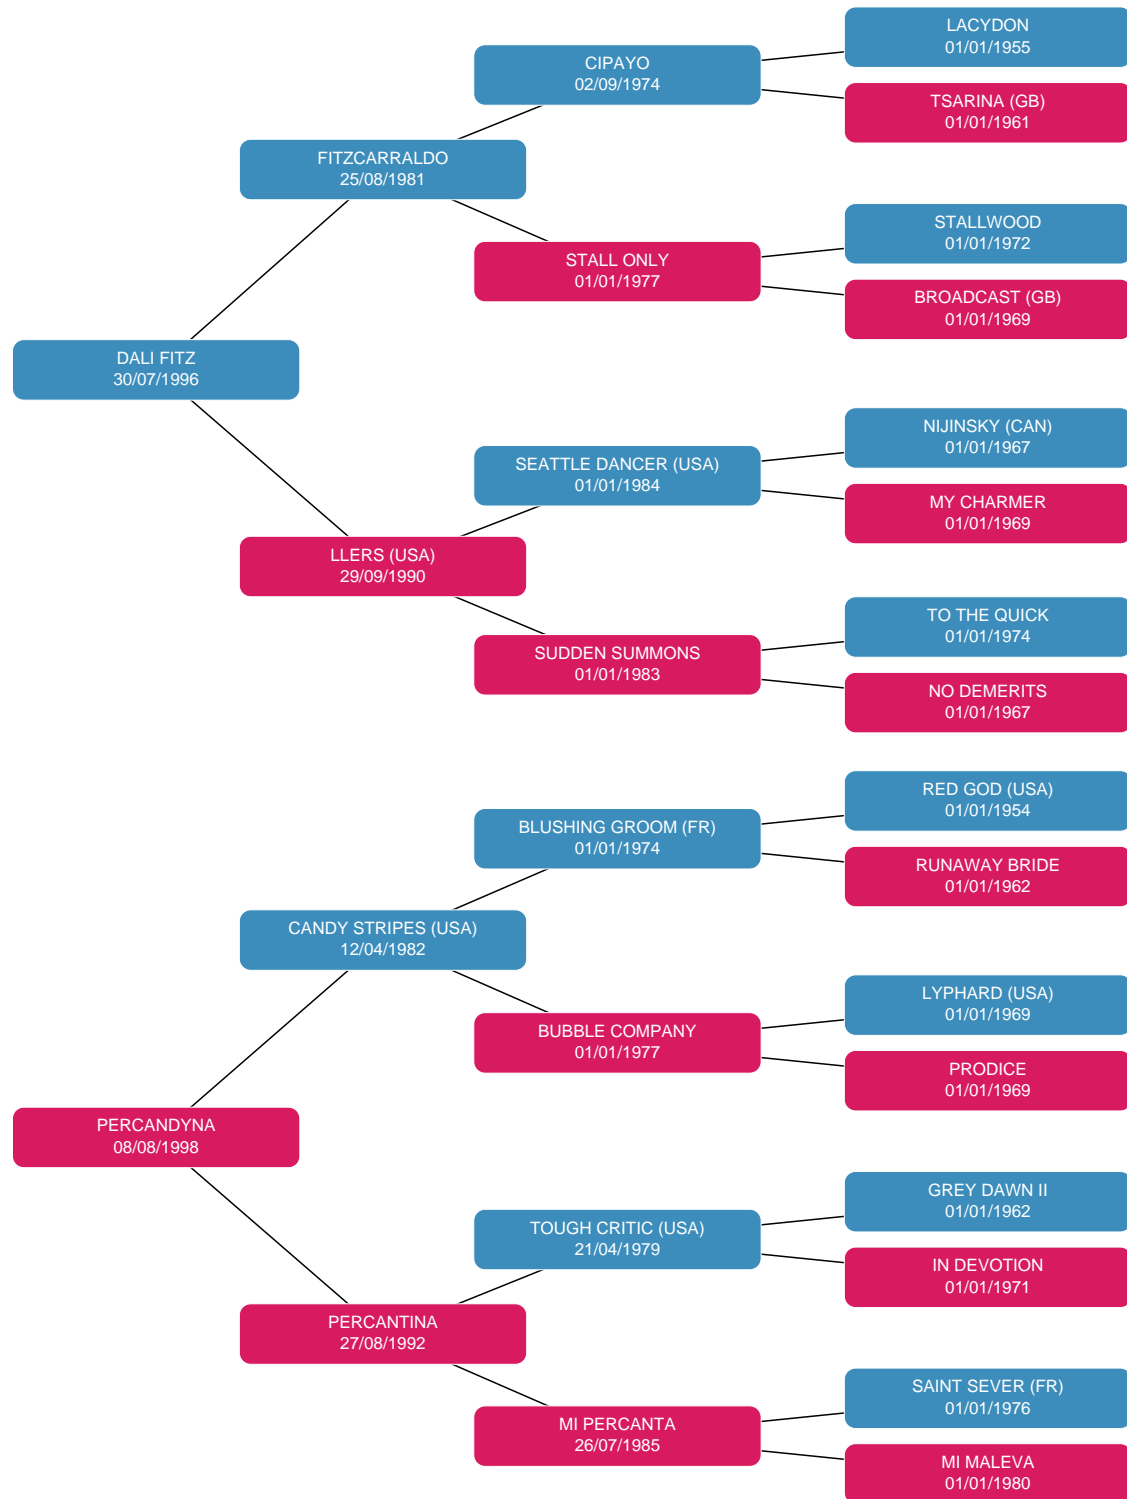 LACYDON
01/01/1955
CIPAYO
02/09/1974
TSARINA (GB)
01/01/1961
FITZCARRALDO
25/08/1981
STALLWOOD
01/01/1972
STALL ONLY
01/01/1977
BROADCAST (GB)
01/01/1969
DALI FITZ
30/07/1996
NIJINSKY (CAN)
01/01/1967
SEATTLE DANCER (USA)
01/01/1984
MY CHARMER
01/01/1969
LLERS (USA)
29/09/1990
TO THE QUICK
01/01/1974
SUDDEN SUMMONS
01/01/1983
NO DEMERITS
01/01/1967
RED GOD (USA)
01/01/1954
BLUSHING GROOM (FR)
01/01/1974
RUNAWAY BRIDE
01/01/1962
CANDY STRIPES (USA)
12/04/1982
LYPHARD (USA)
01/01/1969
BUBBLE COMPANY
01/01/1977
PRODICE
01/01/1969
PERCANDYNA
08/08/1998
GREY DAWN II
01/01/1962
TOUGH CRITIC (USA)
21/04/1979
IN DEVOTION
01/01/1971
PERCANTINA
27/08/1992
SAINT SEVER (FR)
01/01/1976
MI PERCANTA
26/07/1985
MI MALEVA
01/01/1980